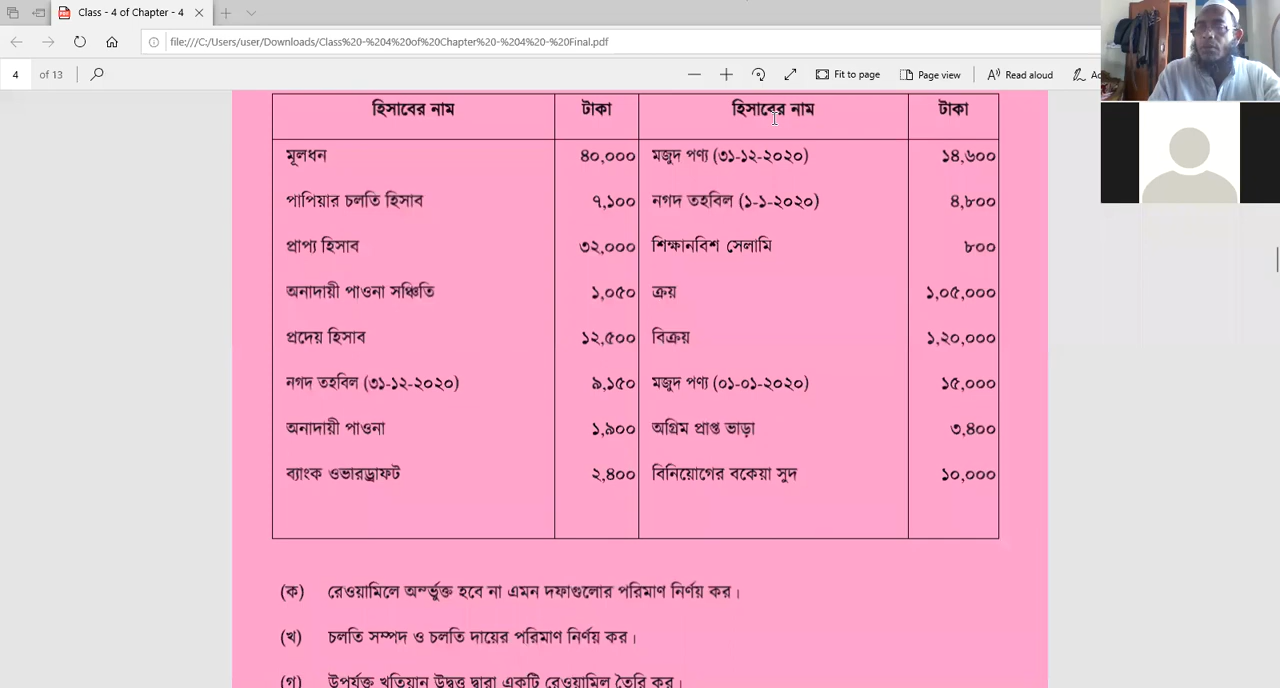 Class - 4 of Chapter - 4
file:///C:/Users/user/Downloads/Class%20-%204%20of%20Chapter%20-%204%20-%20Final.pdf
4 of 13 Fit to page Page view Read aloud
হিসাবের নাম টাকা হিসাবের নাম টাকা
মূলধন ৪০,০০০ মজুদ পণ্য (৩১-১২-২০২০) ১৪,৬০০
পাপিয়ার চলতি হিসাব ৭,১০০ নগদ তহবিল (১-১-২০২০) ৪,৮০০
প্রাপ্য হিসাব ৩২,০০০ শিক্ষানবিশ সেলামি ৮০০
অনাদায়ী পাওনা সঞ্চিতি ১,০৫০ ক্রয় ১,০৫,০০০
প্রদেয় হিসাব ১২,৫০০ বিক্রয় ১,২০,০০০
নগদ তহবিল (৩১-১২-২০২০) ৯,১৫০ মজুদ পণ্য (০১-০১-২০২০) ১৫,০০০
অনাদায়ী পাওনা ১,৯০০ অগ্রিম প্রাপ্ত ভাড়া ৩,৪০০
ব্যাংক ওভারড্রাফট ২,৪০০ বিনিয়োগের বকেয়া সুদ ১০,০০০
(ক) রেওয়ামিলে অর্ন্তভুক্ত হবে না এমন দফাগুলোর পরিমাণ নির্ণয় কর।
(খ) চলতি সম্পদ ও চলতি দায়ের পরিমাণ নির্ণয় কর।
(গ) উপর্যুক্ত খতিয়ান উদ্বৃত্ত দ্বারা একটি রেওয়ামিল তৈরি কর।